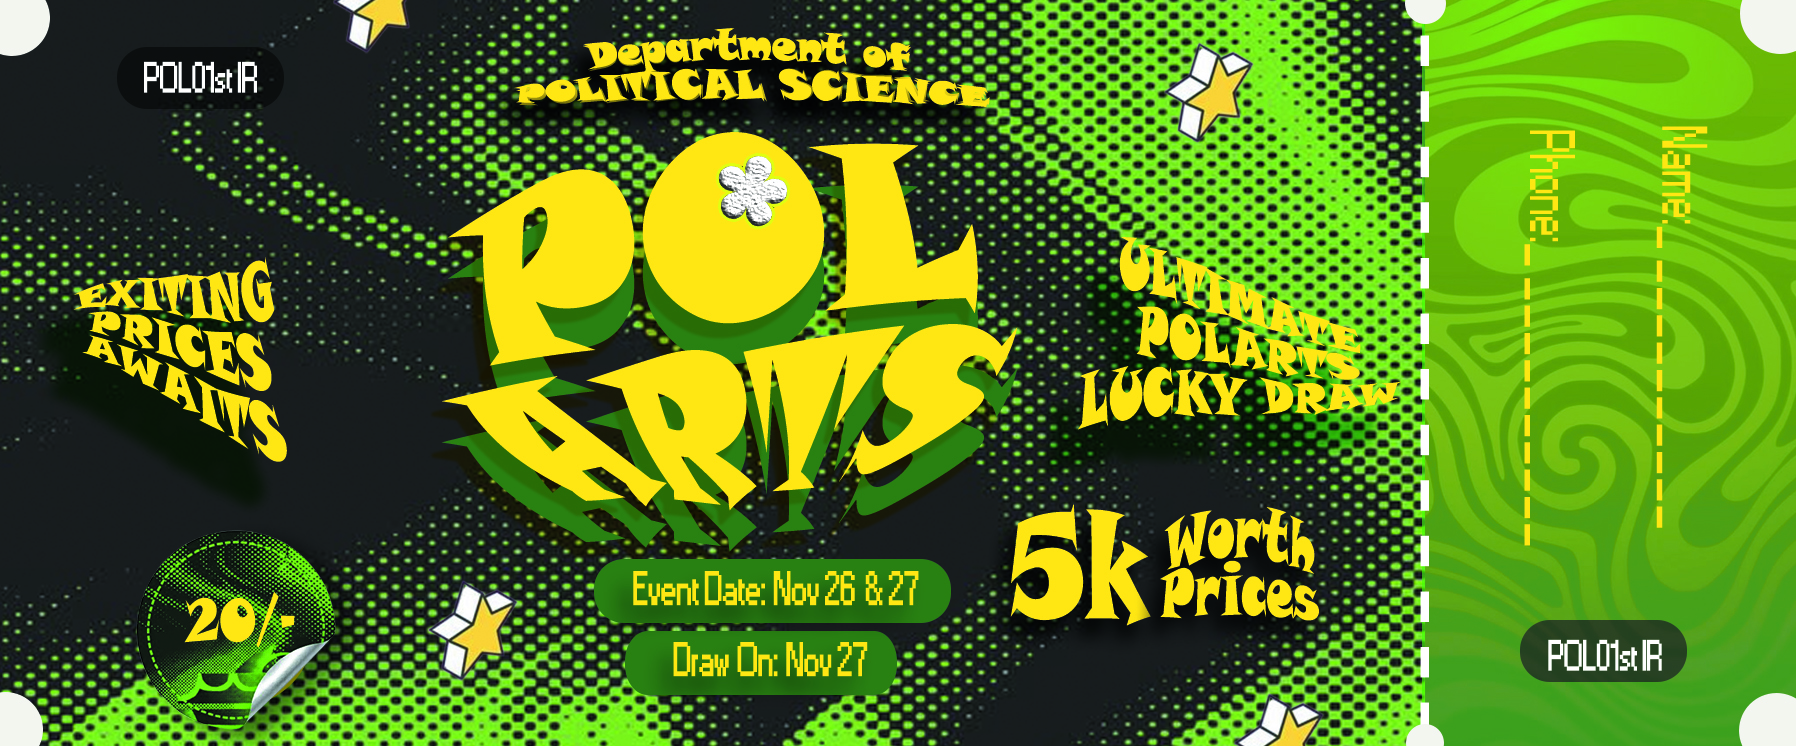 POL01st IR
Department of
POLITICAL SCIENCE
POL
ARTS
EXITING
PRICES
AWAITS
ULTIMATE
POLARTS
LUCKY DRAW
5k Worth
Prices
20/-
Event Date: Nov 26 & 27
Draw On: Nov 27
Name:
Phone:
POL01st IR